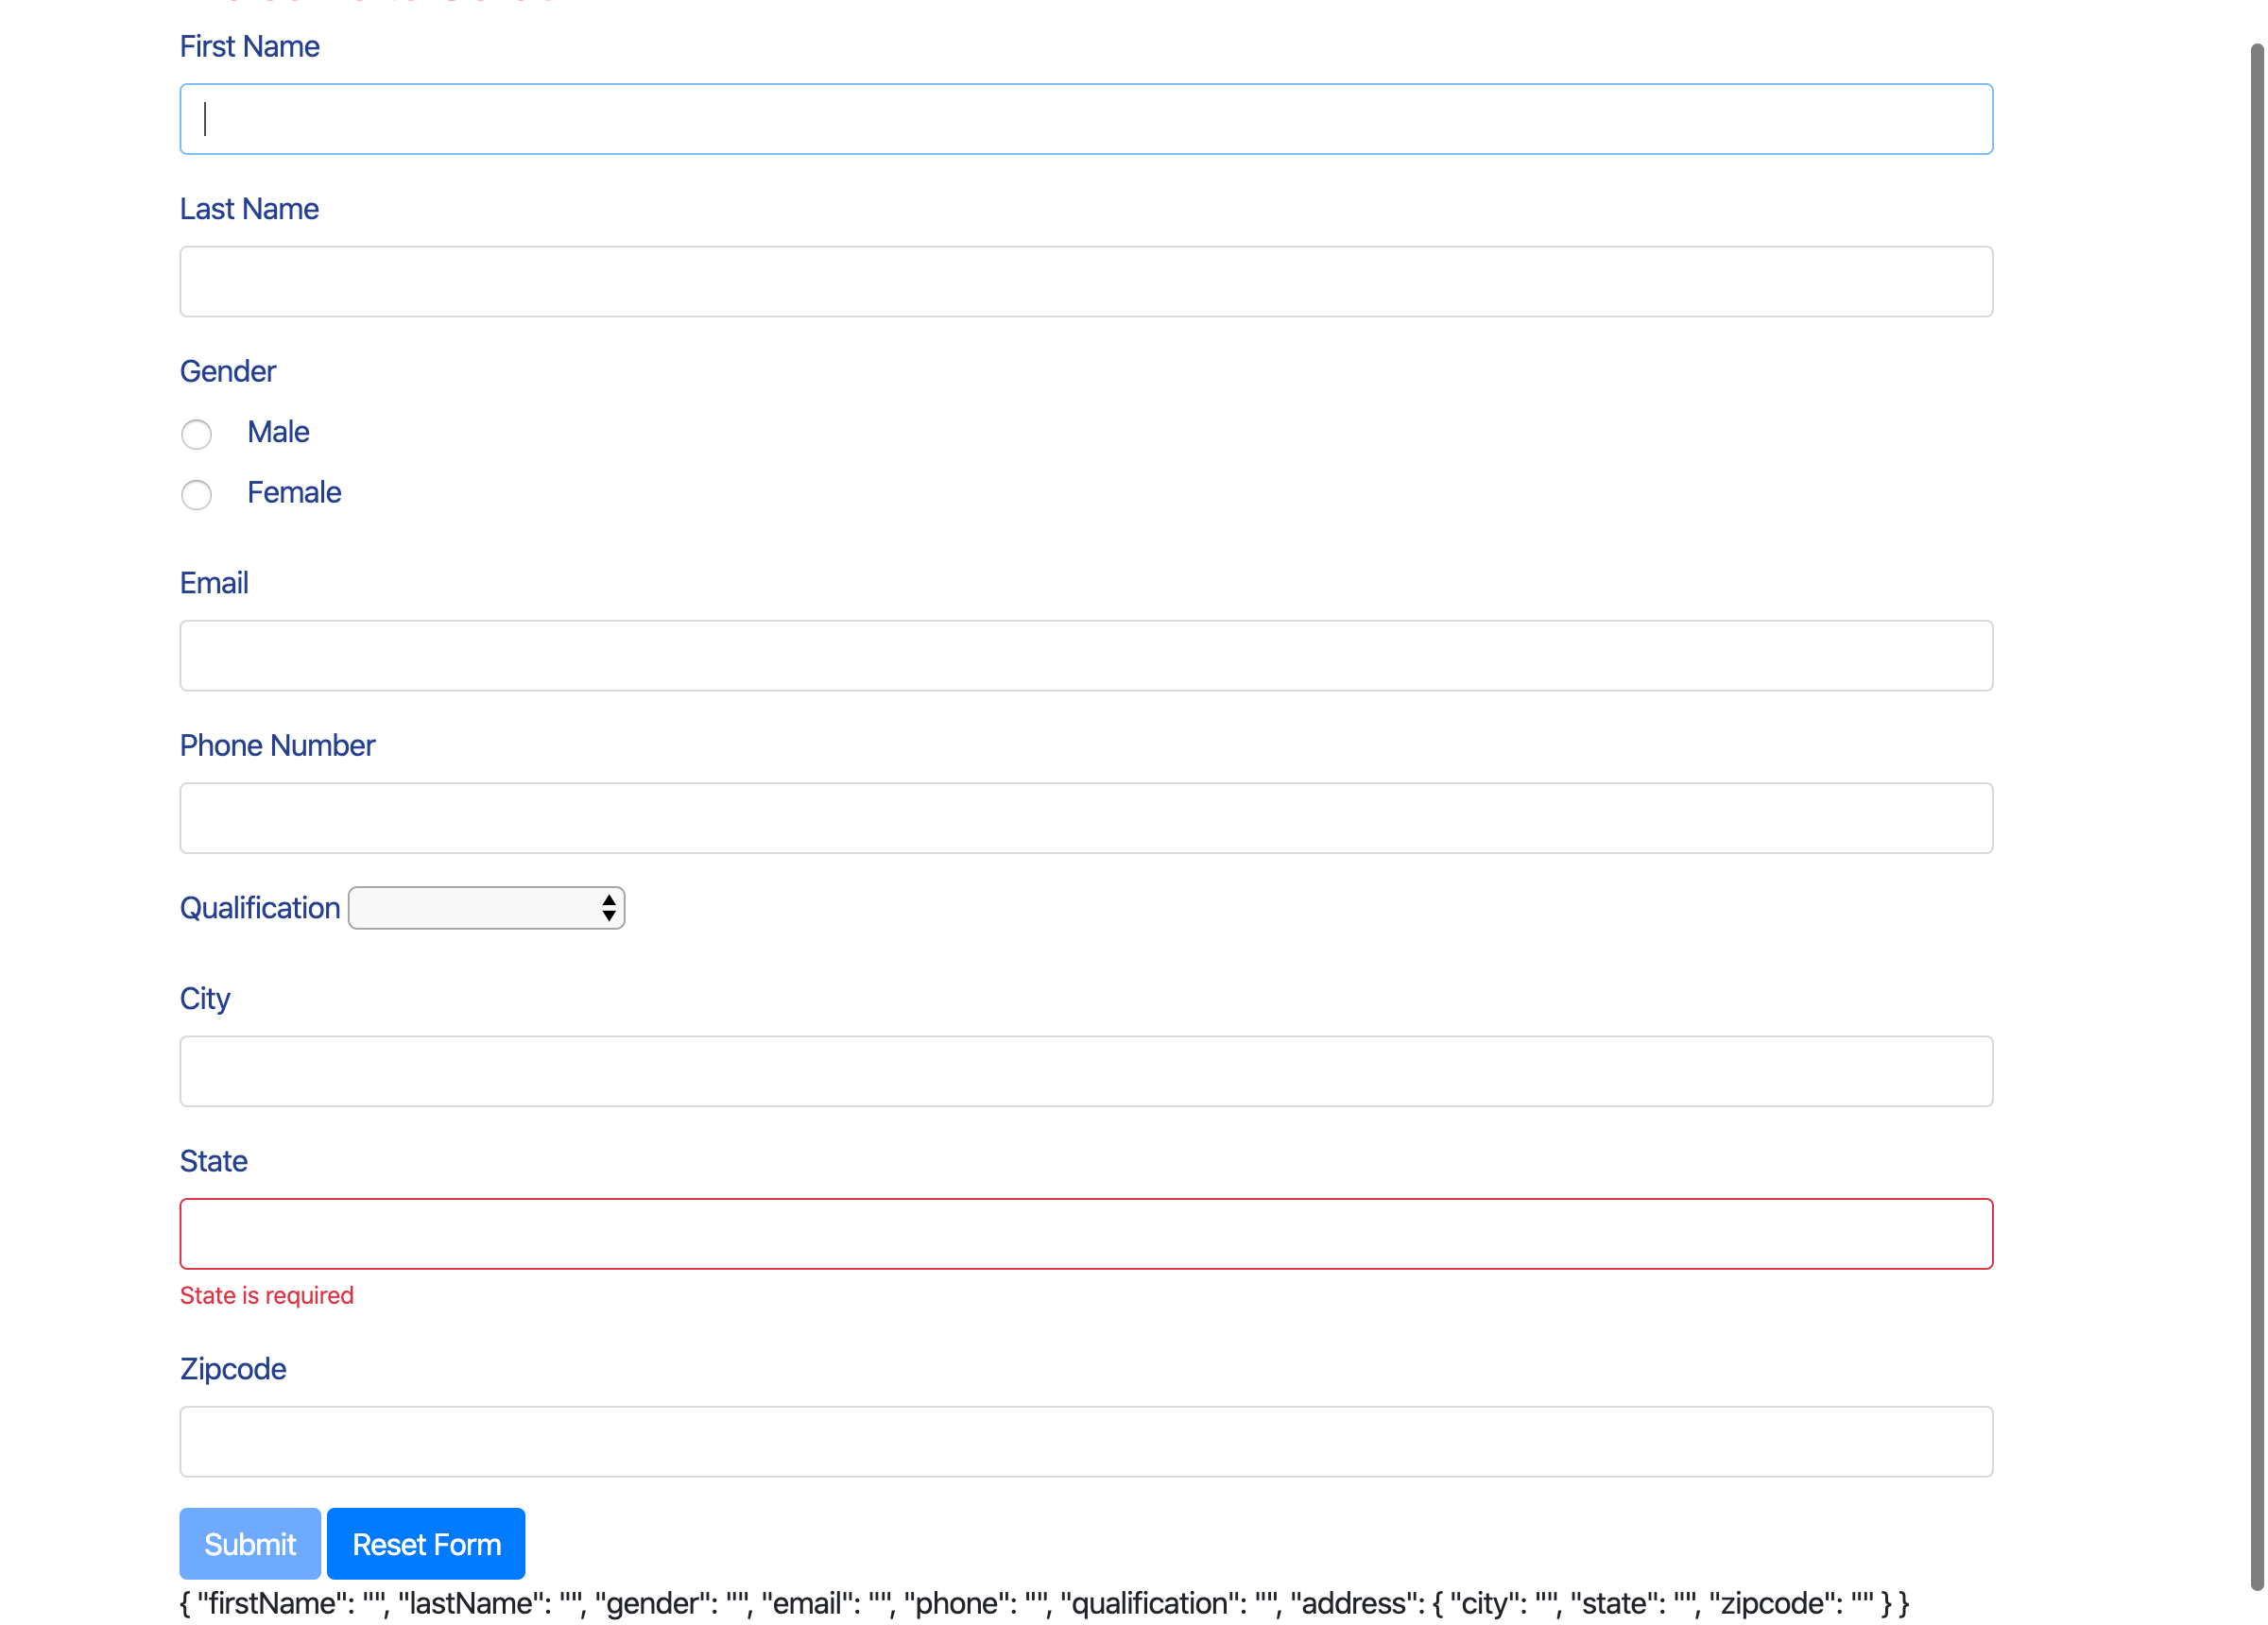 First Name
Last Name
Gender
Male
Female
Email
Phone Number
Qualification
City
State
State is required
Zipcode
Submit Reset Form
{ "firstName": "", "lastName": "", "gender": "", "email": "", "phone": "", "qualification": "", "address": { "city": "", "state": "", "zipcode": "" } }